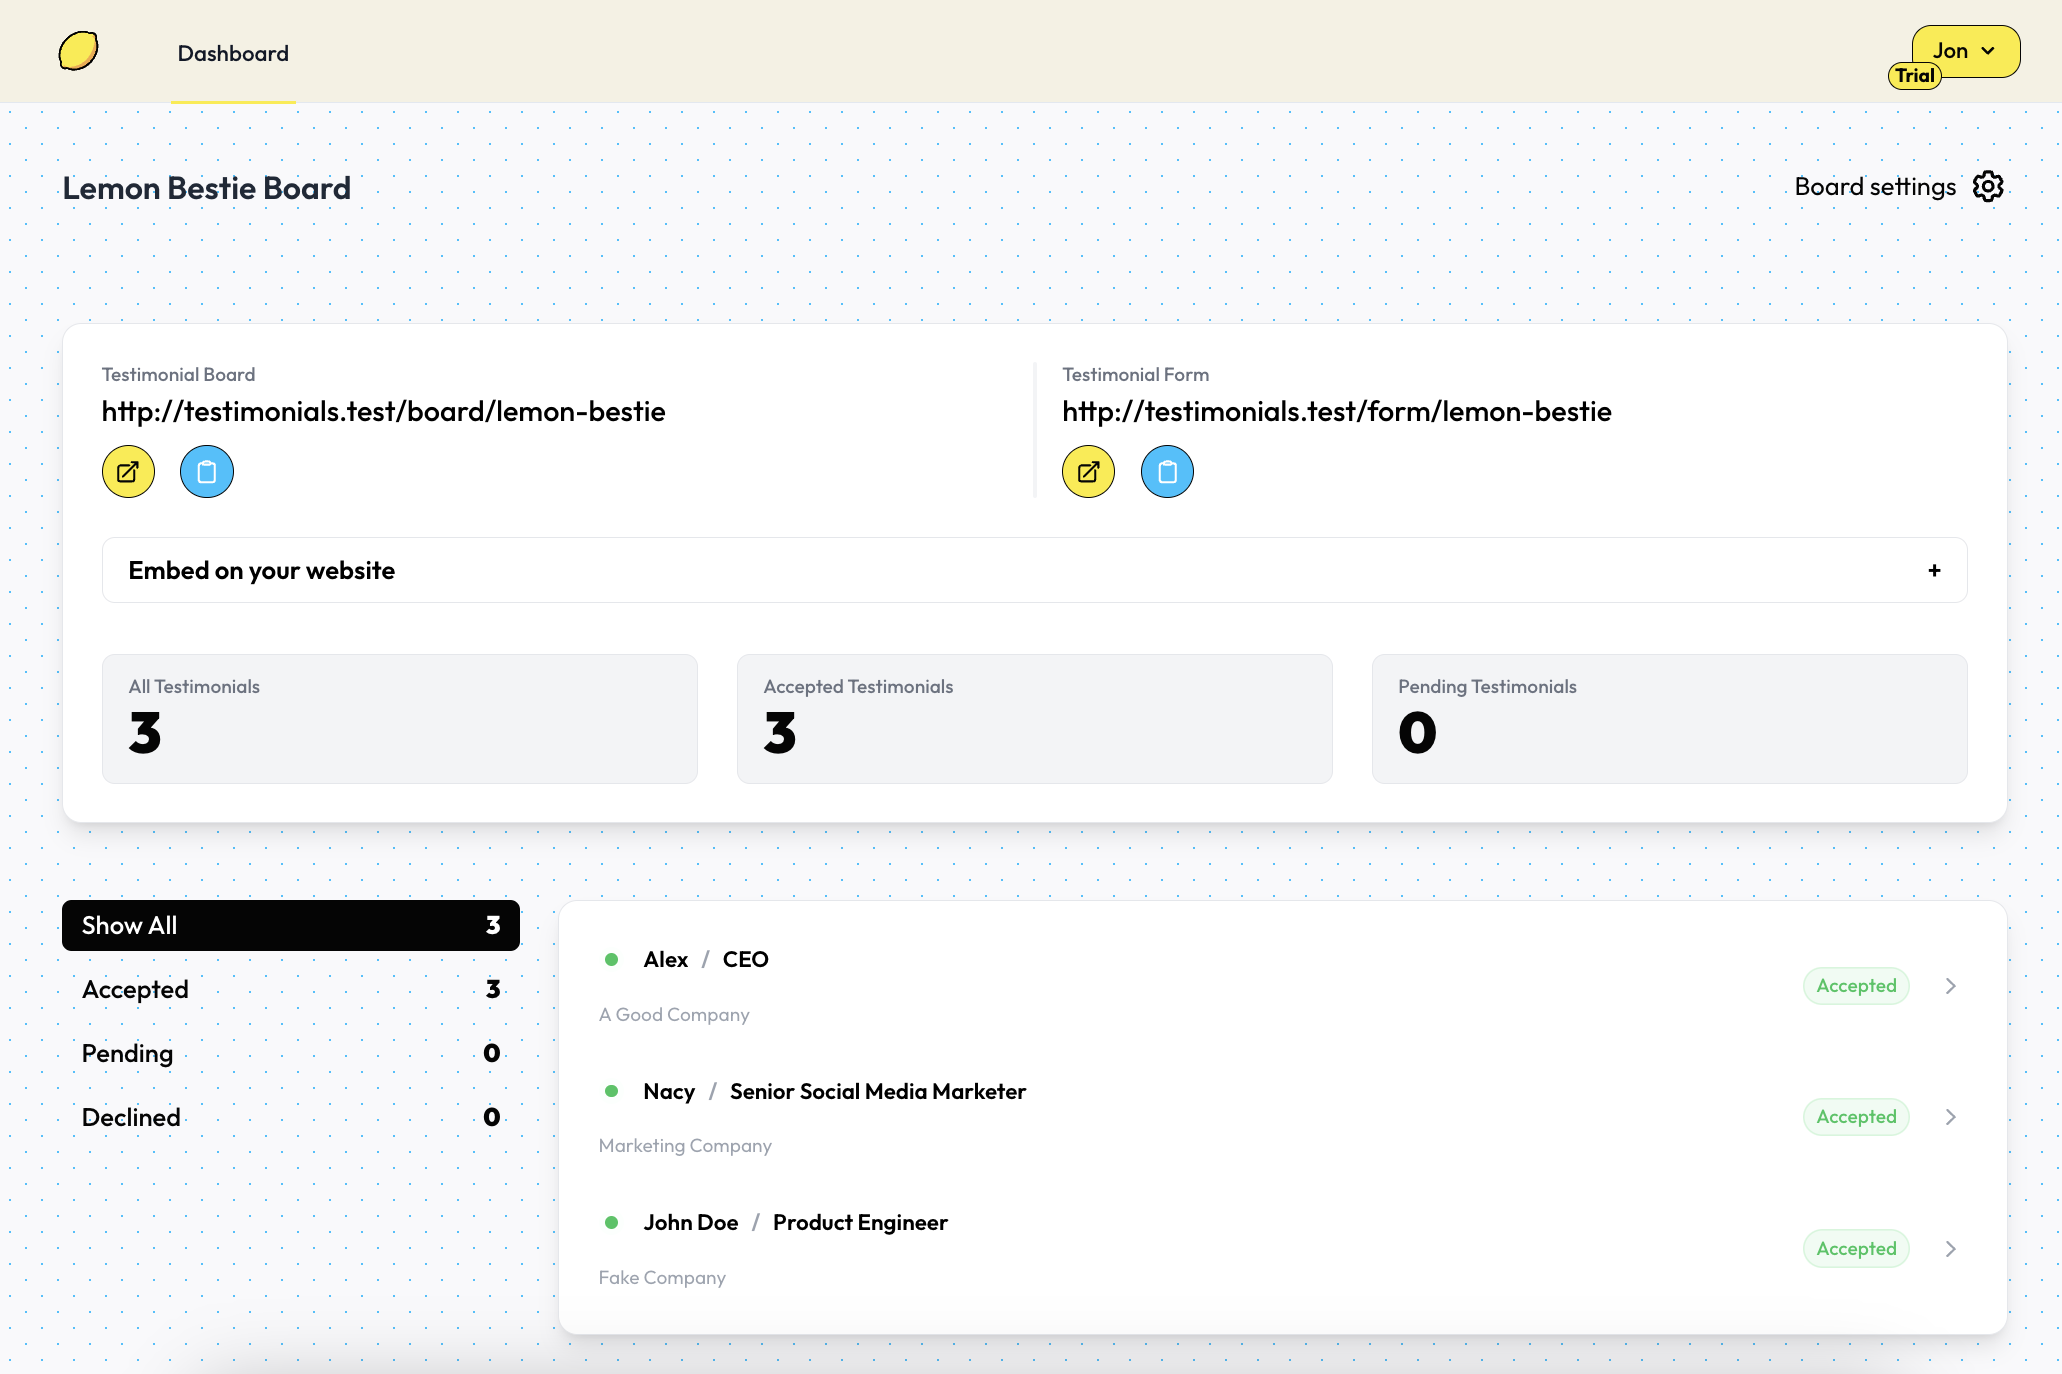 Dashboard
Jon
Trial
Lemon Bestie Board
Board settings
Testimonial Board
http://testimonials.test/board/lemon-bestie
Testimonial Form
http://testimonials.test/form/lemon-bestie
Embed on your website +
All Testimonials
3
Accepted Testimonials
3
Pending Testimonials
0
Show All 3
Accepted 3
Pending 0
Declined 0
Alex / CEO
A Good Company
Accepted
Nacy / Senior Social Media Marketer
Marketing Company
Accepted
John Doe / Product Engineer
Fake Company
Accepted